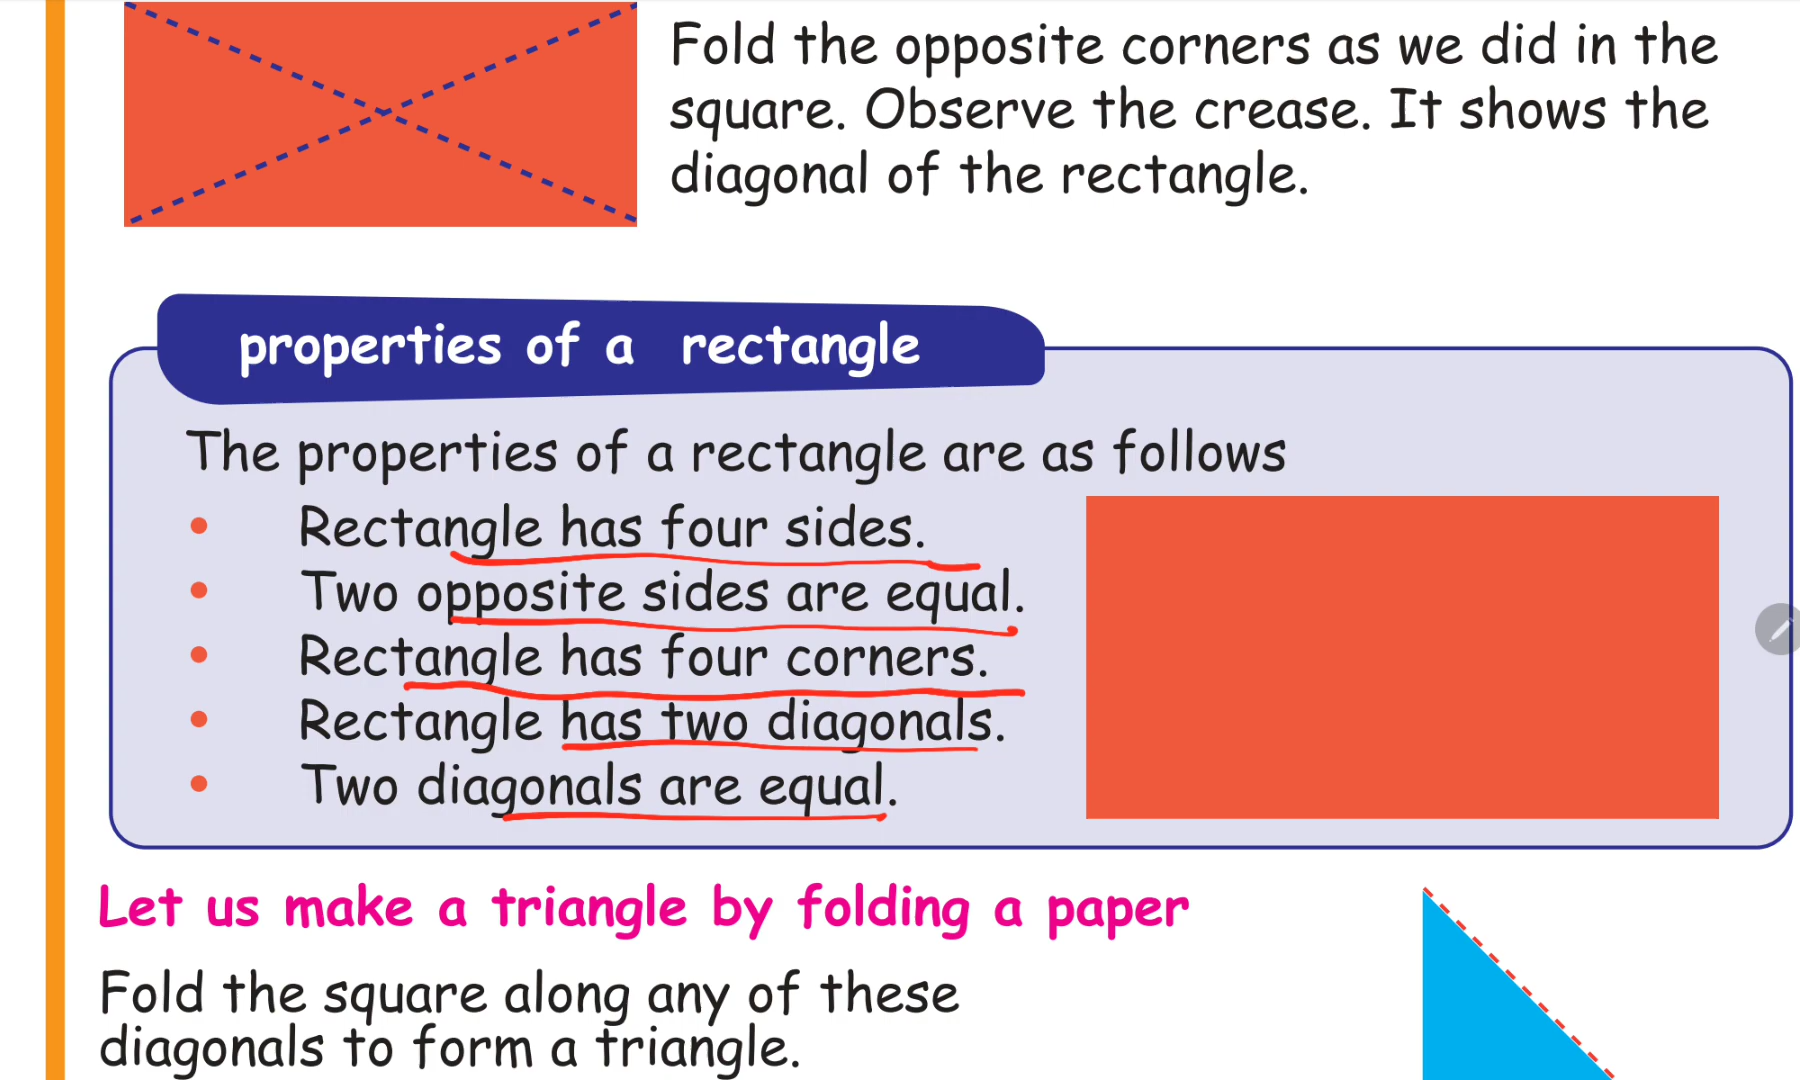 Fold the opposite corners as we did in the
square. Observe the crease. It shows the
diagonal of the rectangle.
properties of a rectangle
The properties of a rectangle are as follows
• Rectangle has four sides.
• Two opposite sides are equal.
• Rectangle has four corners.
• Rectangle has two diagonals.
• Two diagonals are equal.
Let us make a triangle by folding a paper
Fold the square along any of these
diagonals to form a triangle.